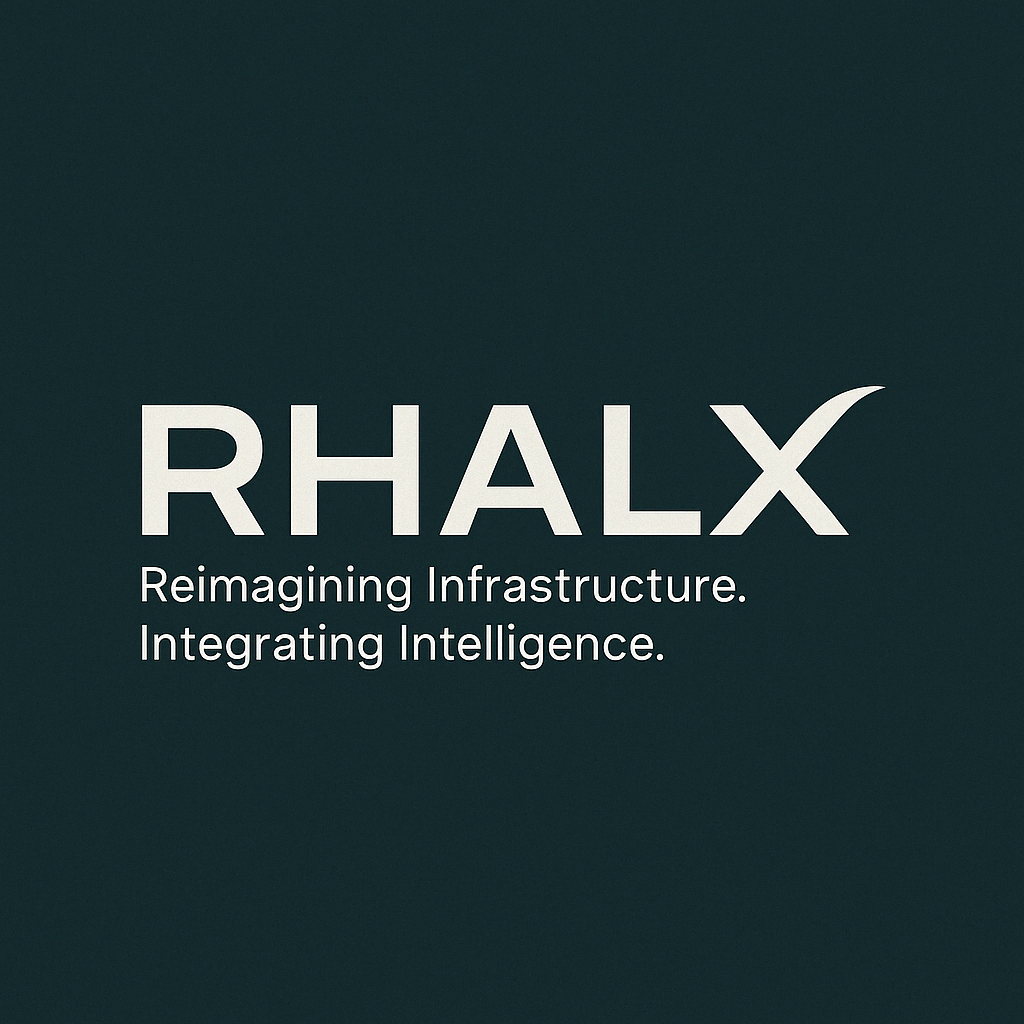 RHALX
Reimagining Infrastructure.
Integrating Intelligence.